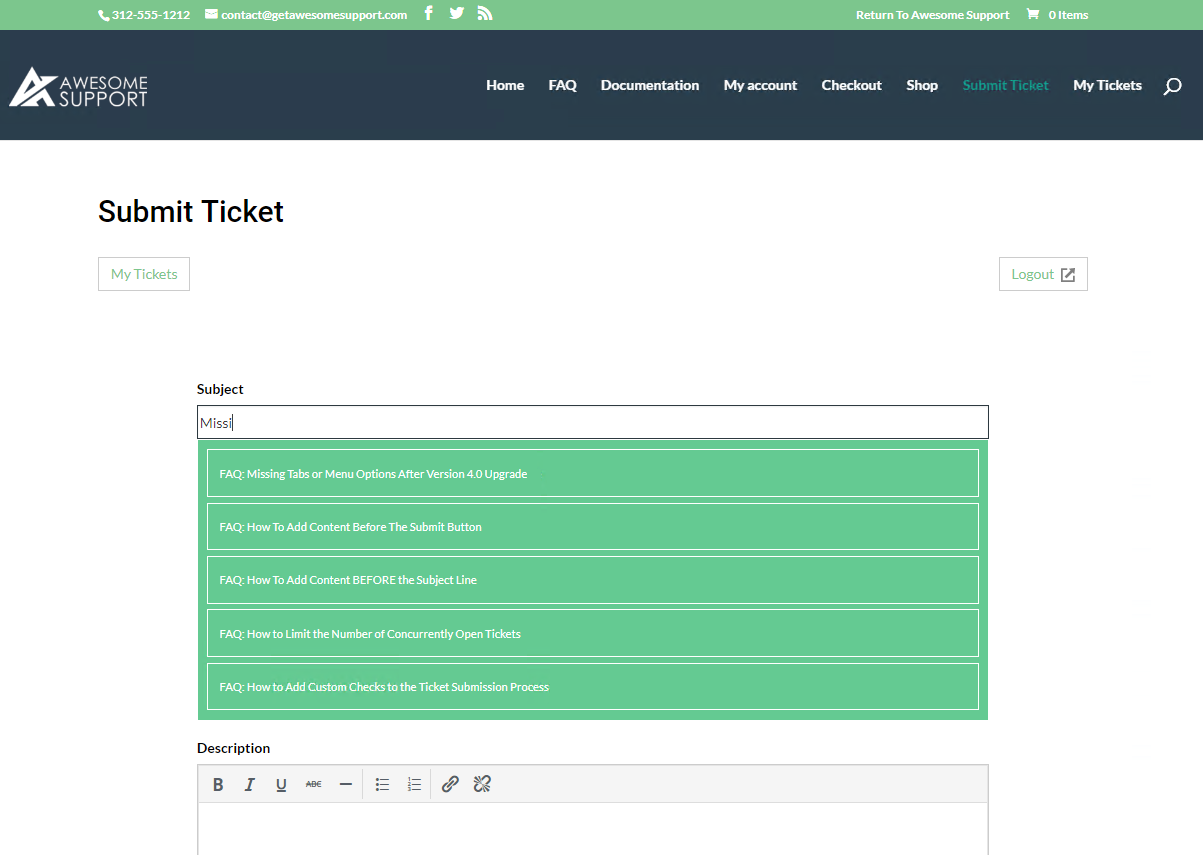 312-555-1212 contact@getawesomesupport.com Return To Awesome Support 0 Items
AWESOME
SUPPORT
Home FAQ Documentation My account Checkout Shop Submit Ticket My Tickets
Submit Ticket
My Tickets Logout
Subject
Missi
FAQ: Missing Tabs or Menu Options After Version 4.0 Upgrade
FAQ: How To Add Content Before The Submit Button
FAQ: How To Add Content BEFORE the Subject Line
FAQ: How to Limit the Number of Concurrently Open Tickets
FAQ: How to Add Custom Checks to the Ticket Submission Process
Description
B I U ABC